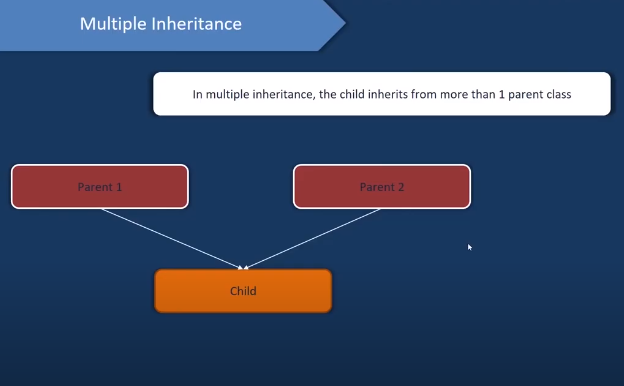 Multiple Inheritance
In multiple inheritance, the child inherits from more than 1 parent class
Parent 1
Parent 2
Child